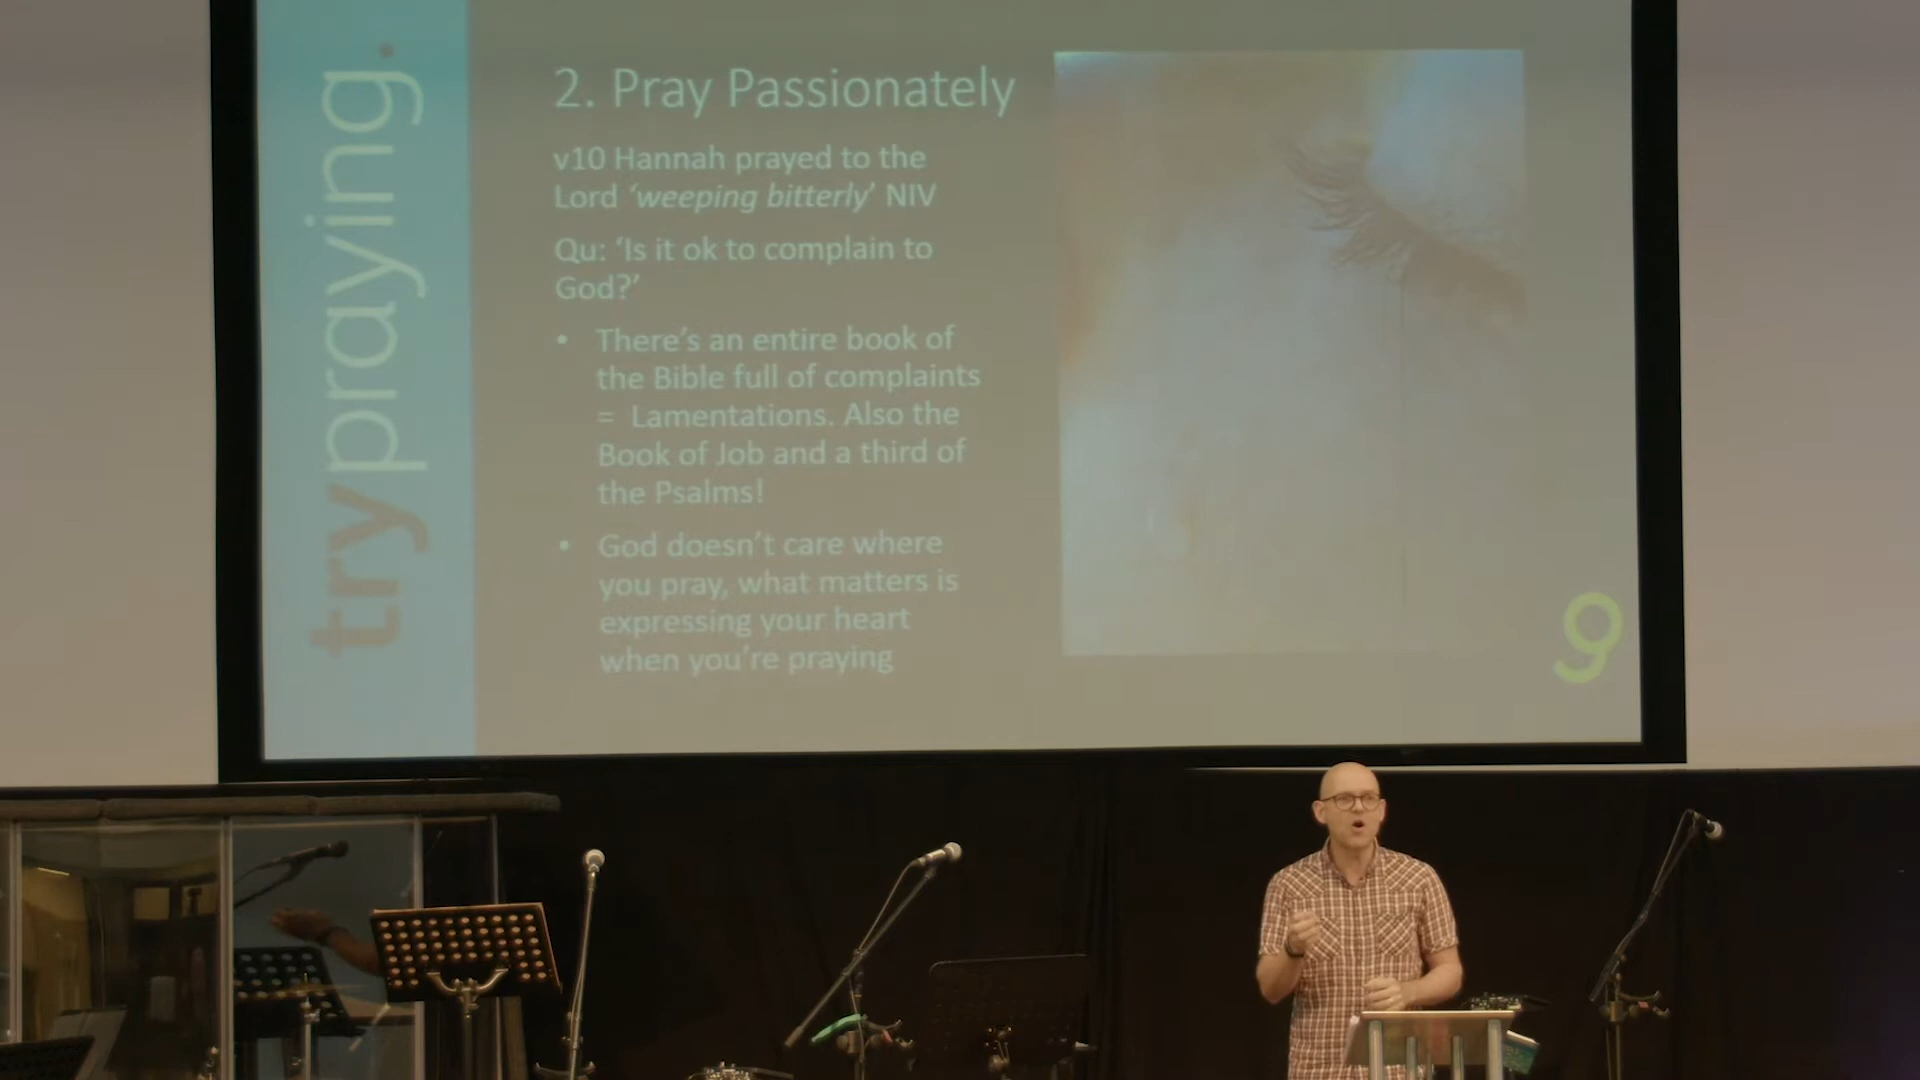 trypraying.
2. Pray Passionately
v10 Hannah prayed to the
Lord ‘weeping bitterly’ NIV
Qu: ‘Is it ok to complain to
God?’
• There’s an entire book of
the Bible full of complaints
= Lamentations. Also the
Book of Job and a third of
the Psalms!
• God doesn’t care where
you pray, what matters is
expressing your heart
when you’re praying
9